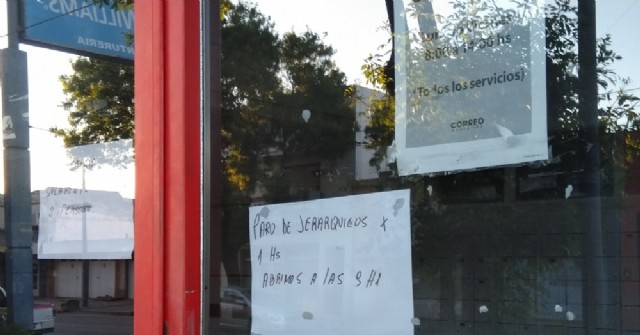 WILLIAMS
NTURERIA
8:00 a 14:00 hs
(Todos los servicios)
CORREO
PARO DE JERARQUICOS x
1 Hs
ABRIMOS A LAS 9 Hs